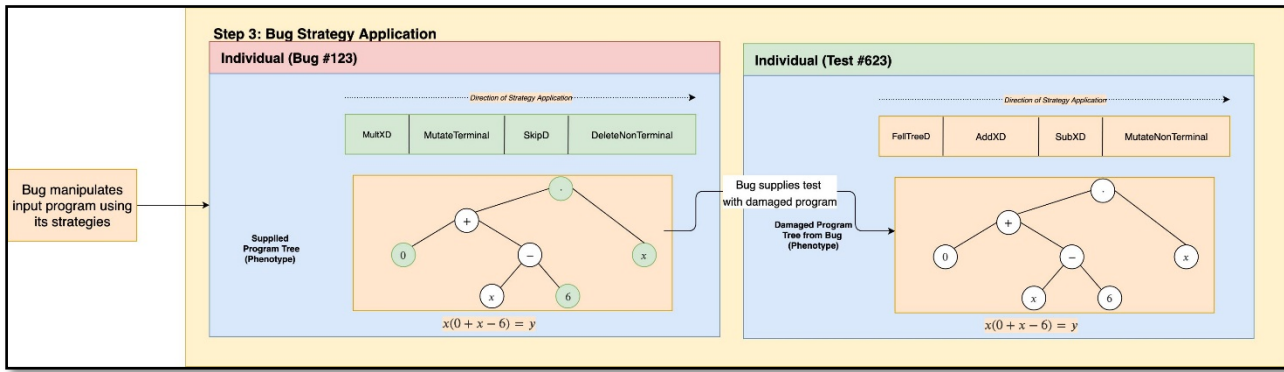 Step 3: Bug Strategy Application
Individual (Bug #123)
Direction of Strategy Application
MultXD
MutateTerminal
SkipD
DeleteNonTerminal
Bug manipulates
input program using
its strategies
Supplied
Program Tree
(Phenotype)
·
+
0
−
x
x
6
x(0 + x − 6) = y
Bug supplies test
with damaged program
Individual (Test #623)
Direction of Strategy Application
FellTreeD
AddXD
SubXD
MutateNonTerminal
Damaged Program
Tree from Bug
(Phenotype)
·
+
0
−
x
x
6
x(0 + x − 6) = y